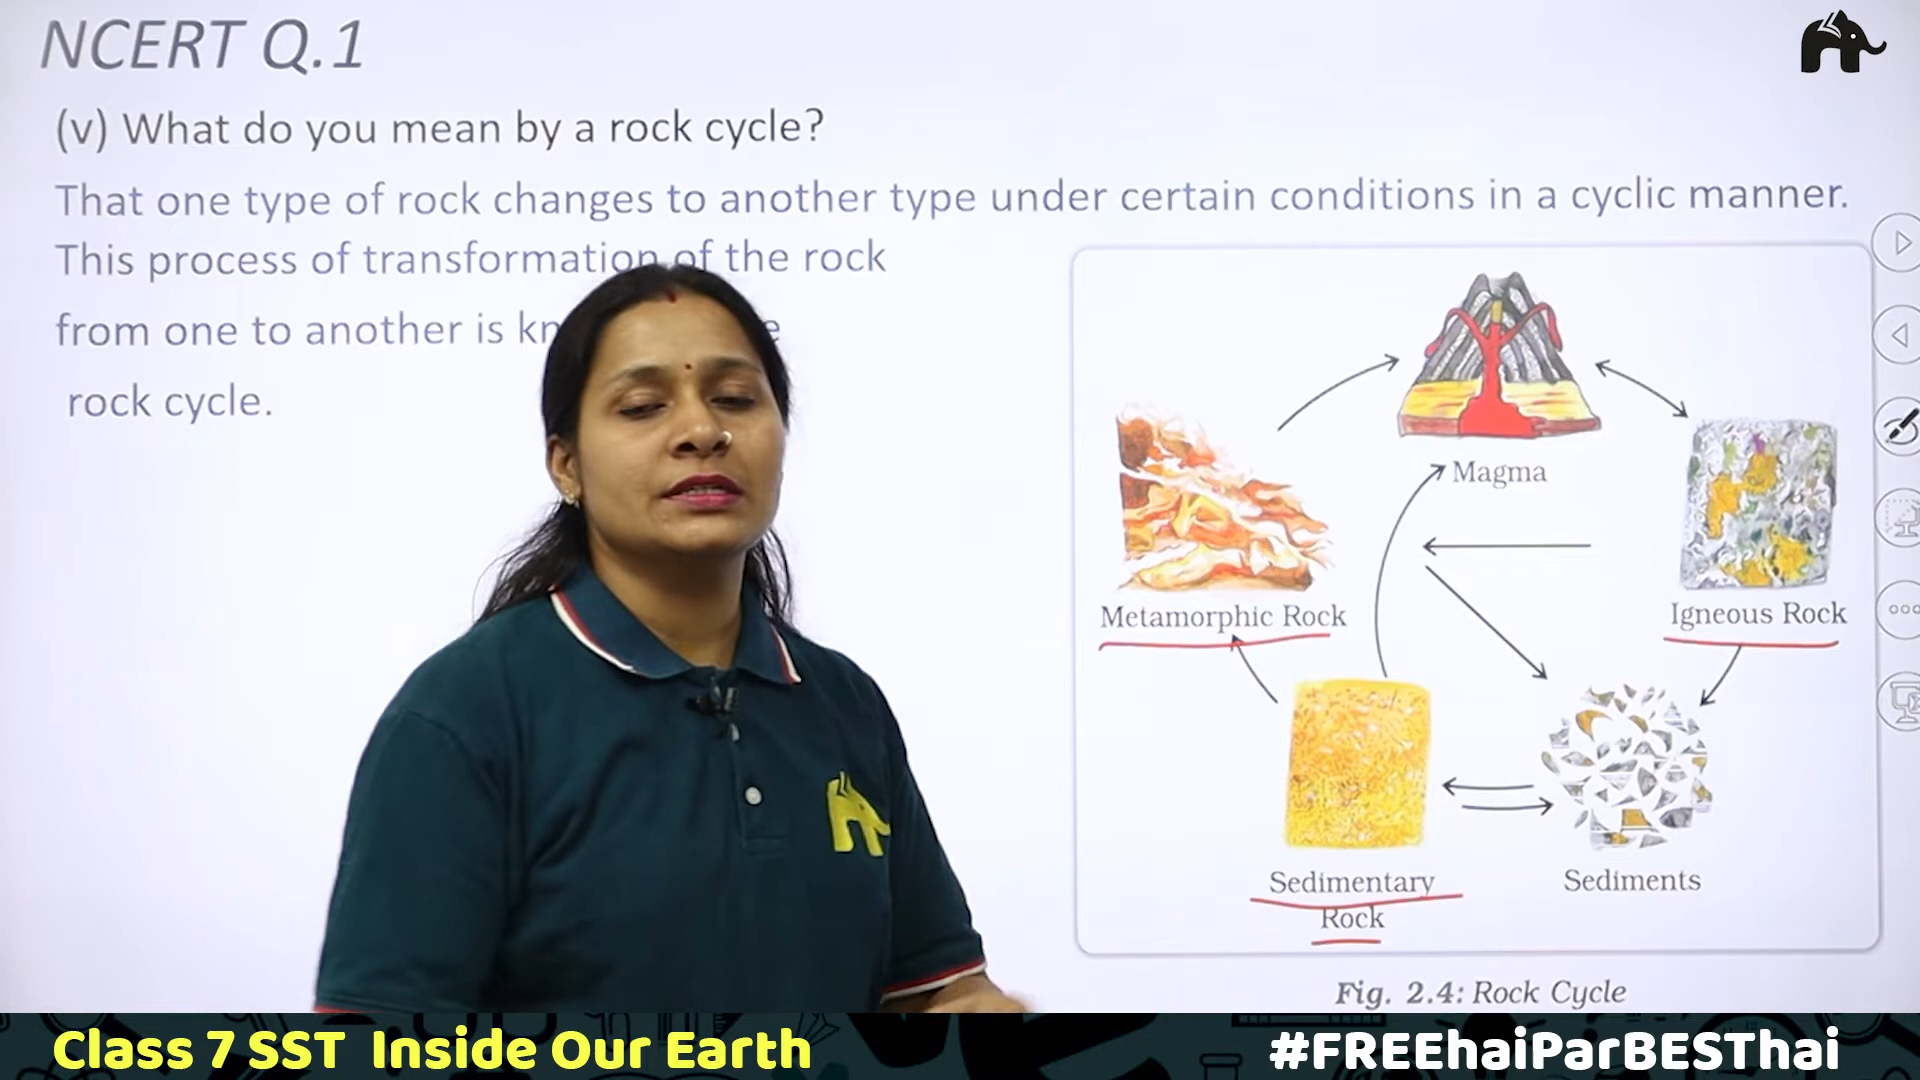 NCERT Q.1
(v) What do you mean by a rock cycle?
That one type of rock changes to another type under certain conditions in a cyclic manner.
This process of transformation of the rock
from one to another is
rock cycle.
Magma
Metamorphic Rock
Igneous Rock
Sedimentary
Rock
Sediments
Fig. 2.4: Rock Cycle
Class 7 SST Inside Our Earth
#FREEhaiParBESThai